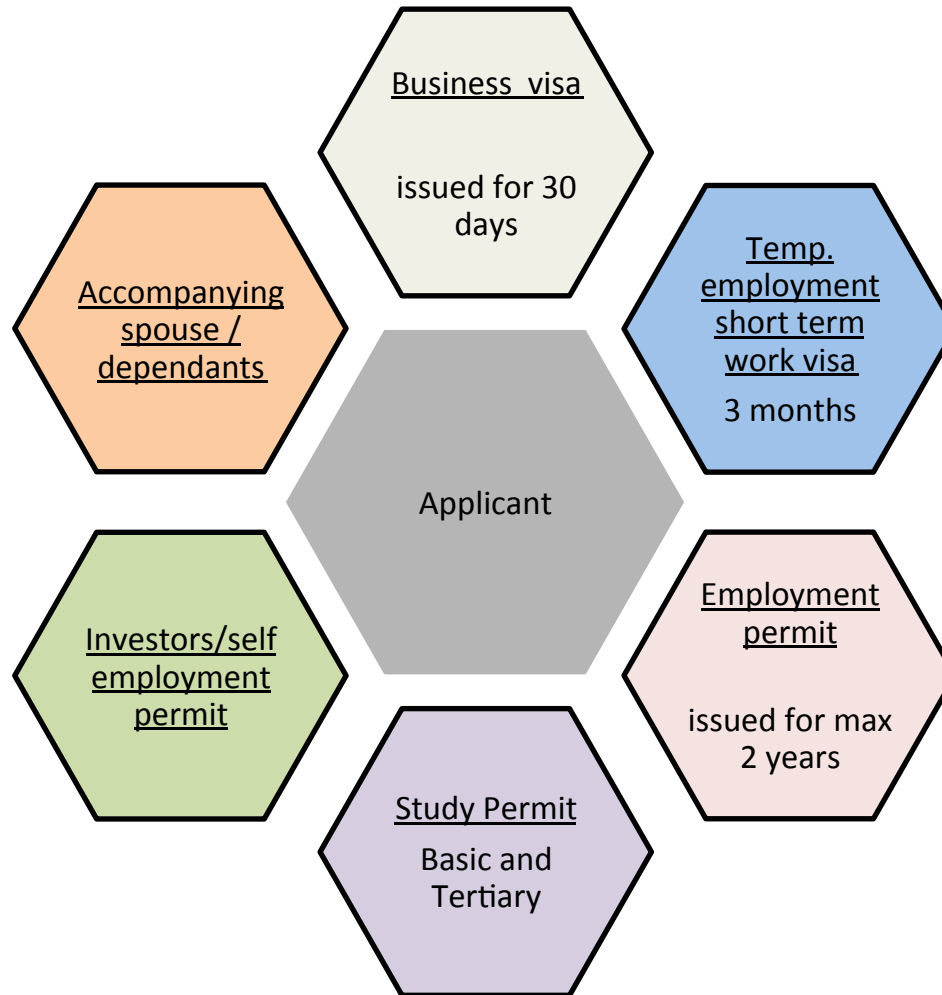 Business visa
issued for 30
days
Temp.
employment
short term
work visa
3 months
Accompanying
spouse /
dependants
Applicant
Employment
permit
issued for max
2 years
Investors/self
employment
permit
Study Permit
Basic and
Tertiary